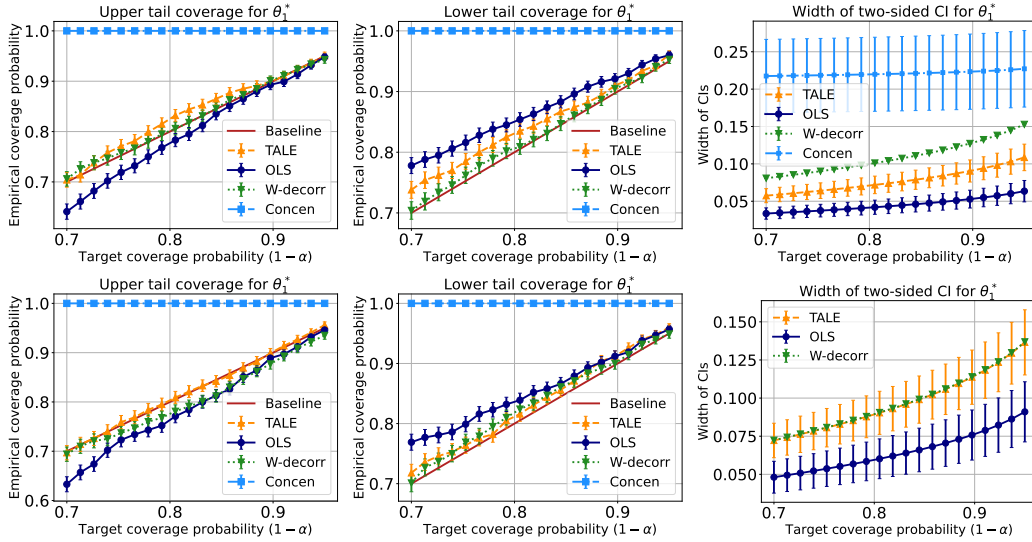 Upper tail coverage for θ₁*
Empirical coverage probability
1.0
0.9
0.8
0.7
Baseline
TALE
OLS
W-decorr
Concen
0.7
0.8
0.9
Target coverage probability (1 − α)
Lower tail coverage for θ₁*
Empirical coverage probability
1.0
0.9
0.8
0.7
Baseline
TALE
OLS
W-decorr
Concen
0.7
0.8
0.9
Target coverage probability (1 − α)
Width of two-sided CI for θ₁*
Width of CIs
0.25
0.20
0.15
0.10
0.05
TALE
OLS
W-decorr
Concen
0.7
0.8
0.9
Target coverage probability (1 − α)
Upper tail coverage for θ₁*
Empirical coverage probability
1.0
0.9
0.8
0.7
0.6
Baseline
TALE
OLS
W-decorr
Concen
0.7
0.8
0.9
Target coverage probability (1 − α)
Lower tail coverage for θ₁*
Empirical coverage probability
1.0
0.9
0.8
0.7
Baseline
TALE
OLS
W-decorr
Concen
0.7
0.8
0.9
Target coverage probability (1 − α)
Width of two-sided CI for θ₁*
Width of CIs
0.150
0.125
0.100
0.075
0.050
TALE
OLS
W-decorr
0.7
0.8
0.9
Target coverage probability (1 − α)